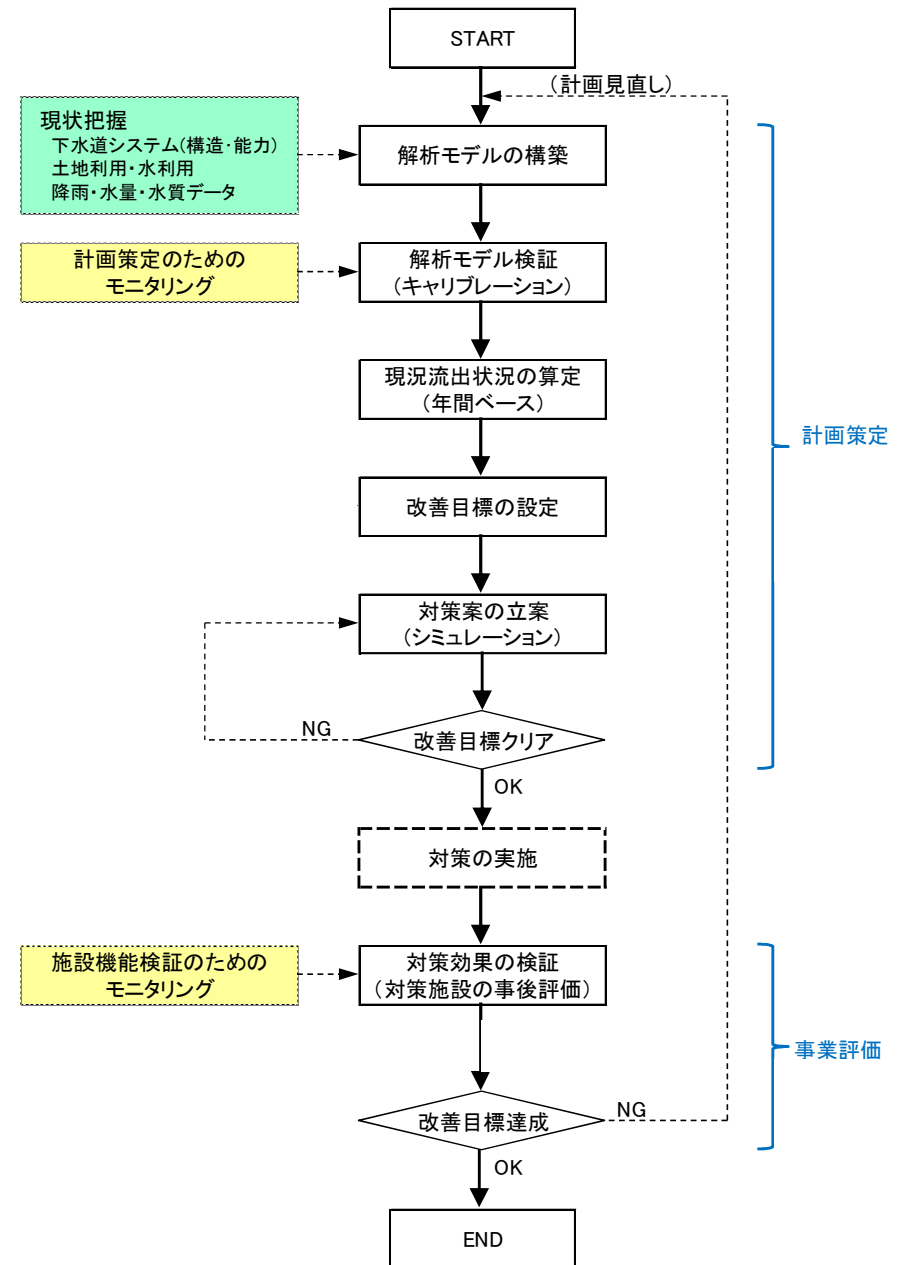 START
（計画見直し）
現状把握
下水道システム(構造・能力)
土地利用・水利用
降雨・水量・水質データ
解析モデルの構築
計画策定のための
モニタリング
解析モデル検証
（キャリブレーション）
現況流出状況の算定
（年間ベース）
計画策定
改善目標の設定
対策案の立案
（シミュレーション）
NG
改善目標クリア
OK
対策の実施
施設機能検証のための
モニタリング
対策効果の検証
（対策施設の事後評価）
事業評価
改善目標達成
NG
OK
END